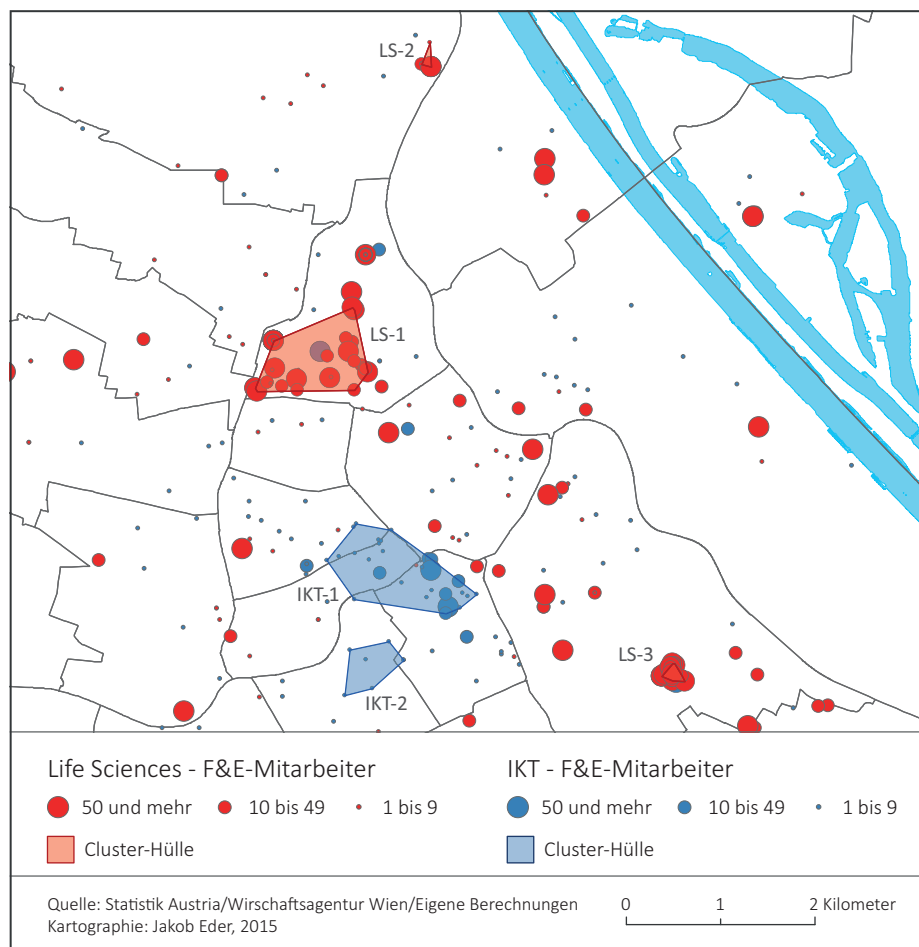 LS-2
LS-1
IKT-1
LS-3
IKT-2
Life Sciences - F&E-Mitarbeiter
50 und mehr 10 bis 49 1 bis 9
Cluster-Hülle
IKT - F&E-Mitarbeiter
50 und mehr 10 bis 49 1 bis 9
Cluster-Hülle
Quelle: Statistik Austria/Wirschaftsagentur Wien/Eigene Berechnungen
Kartographie: Jakob Eder, 2015
0 1 2 Kilometer